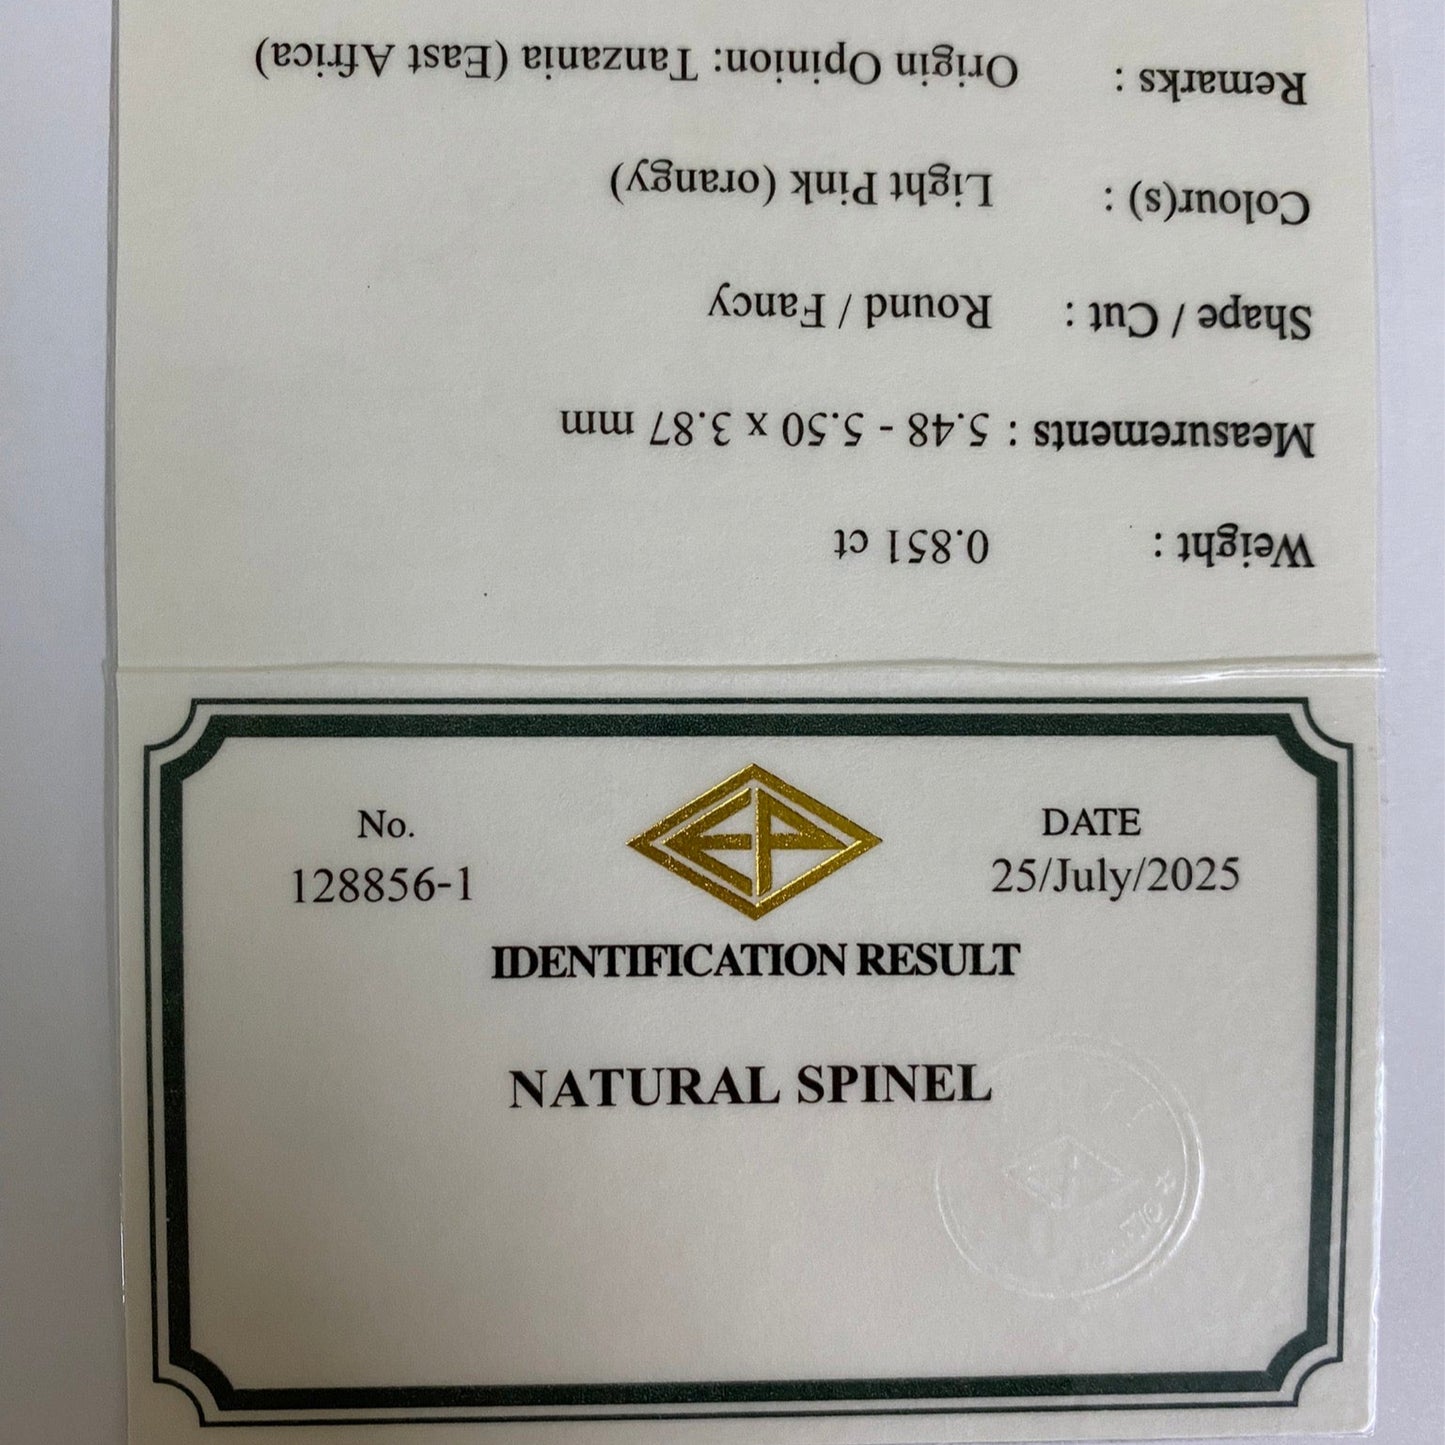 No.
128856-1
EP
DATE
25/July/2025
IDENTIFICATION RESULT
NATURAL SPINEL
Weight : 0.851 ct
Measurements : 5.48 - 5.50 x 3.87 mm
Shape / Cut : Round / Fancy
Colour(s) : Light Pink (orangy)
Remarks : Origin Opinion: Tanzania (East Africa)